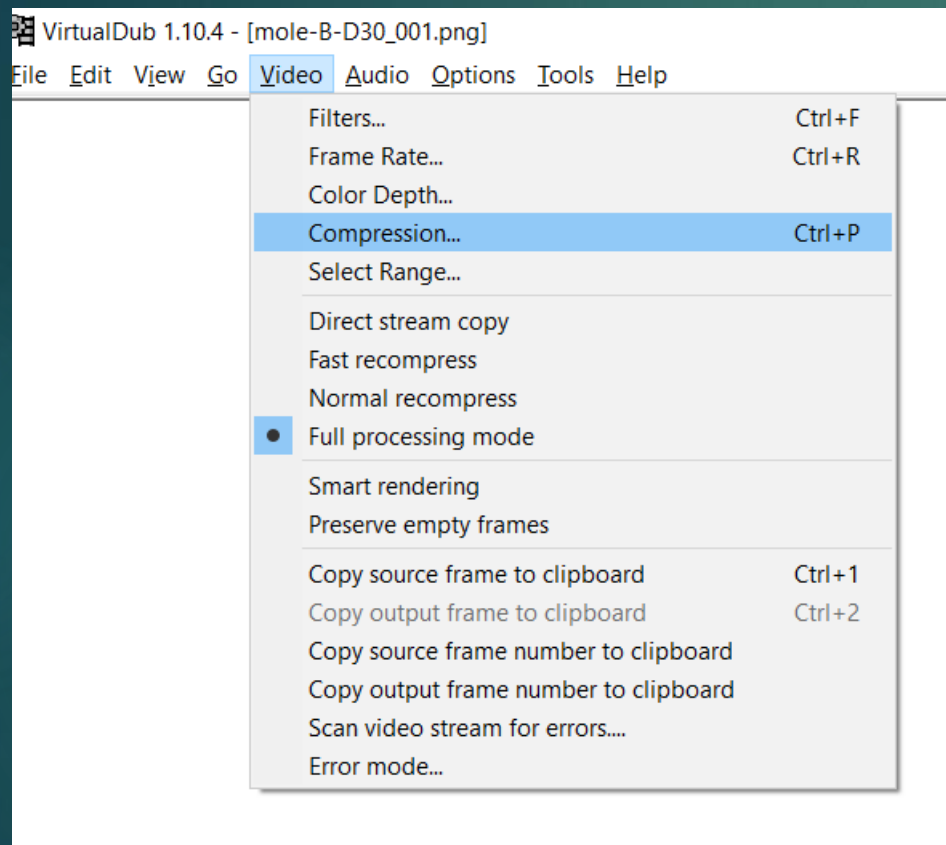 VirtualDub 1.10.4 - [mole-B-D30_001.png]
File Edit View Go Video Audio Options Tools Help
Filters... Ctrl+F
Frame Rate... Ctrl+R
Color Depth...
Compression... Ctrl+P
Select Range...
Direct stream copy
Fast recompress
Normal recompress
Full processing mode
Smart rendering
Preserve empty frames
Copy source frame to clipboard Ctrl+1
Copy output frame to clipboard Ctrl+2
Copy source frame number to clipboard
Copy output frame number to clipboard
Scan video stream for errors....
Error mode...